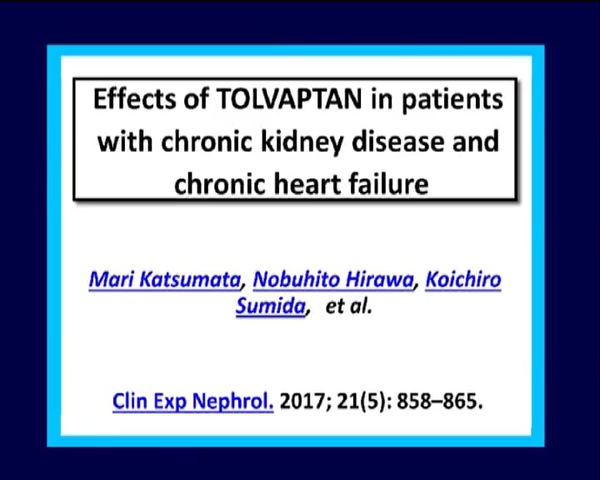 Effects of TOLVAPTAN in patients
with chronic kidney disease and
chronic heart failure
Mari Katsumata, Nobuhito Hirawa, Koichiro
Sumida, et al.
Clin Exp Nephrol. 2017; 21(5): 858–865.